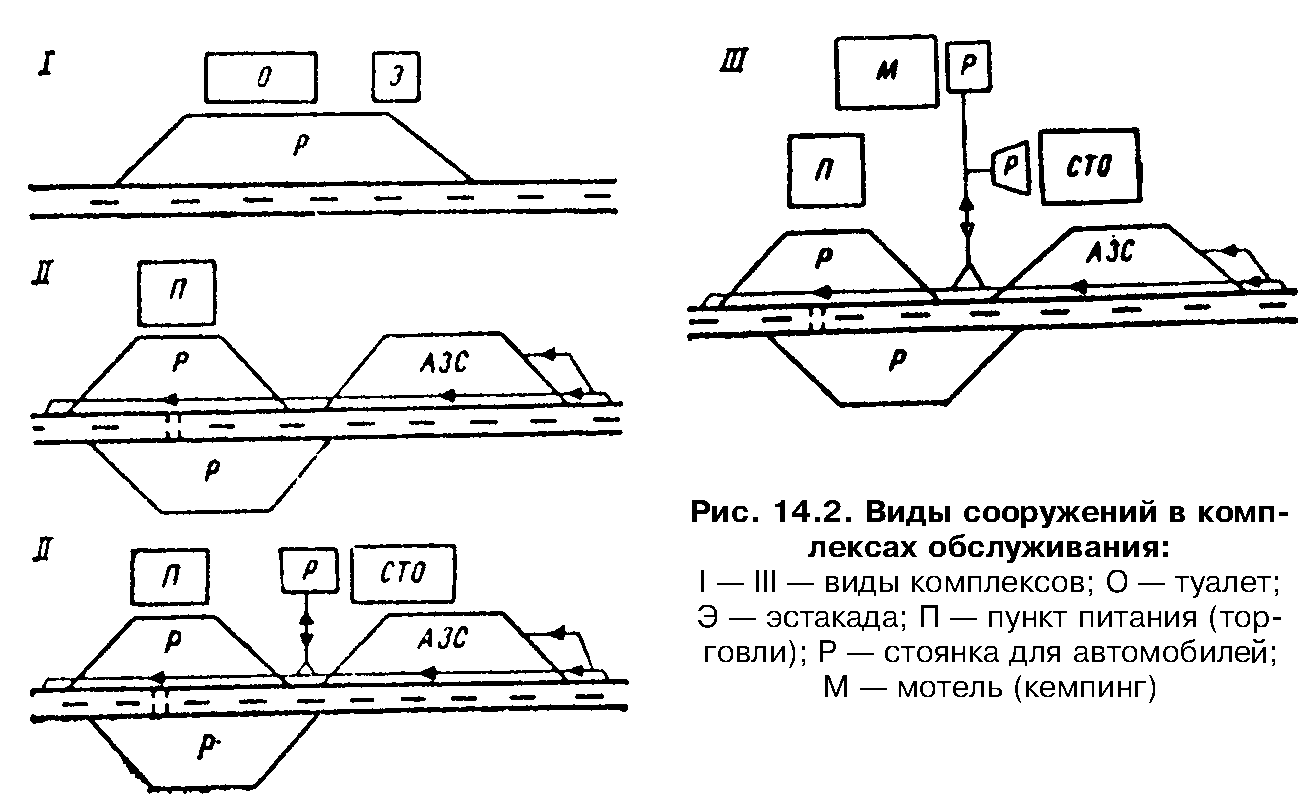 I
О
Э
Р
II
П
Р
АЗС
Р
II
П
Р
СТО
Р
АЗС
Р
III
М
Р
П
Р
СТО
Р
АЗС
Р
Рис. 14.2. Виды сооружений в комп-
лексах обслуживания:
I — III — виды комплексов; О — туалет;
Э — эстакада; П — пункт питания (тор-
говли); Р — стоянка для автомобилей;
М — мотель (кемпинг)